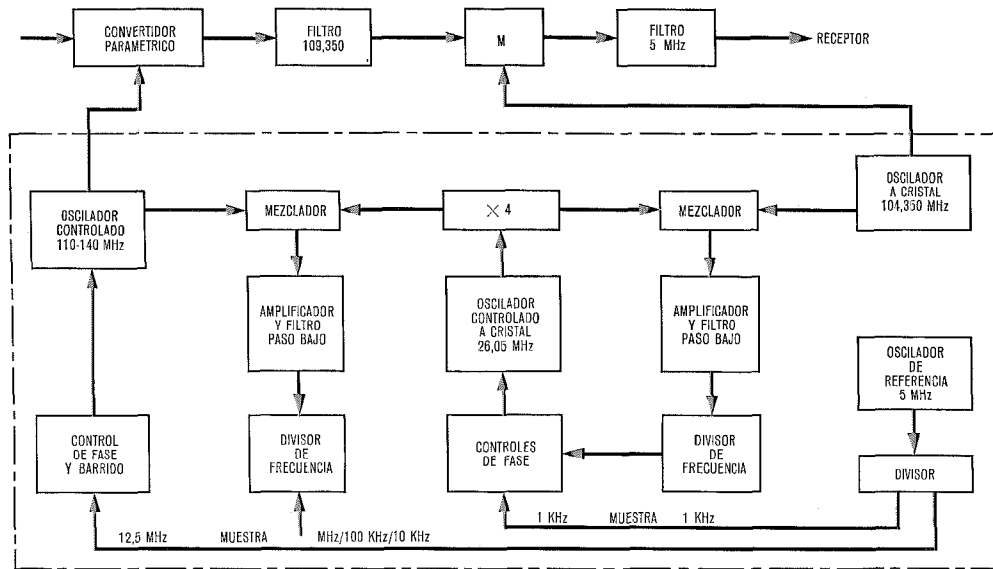 CONVERTIDOR
PARAMETRICO
FILTRO
109,350
M
FILTRO
5 MHz
RECEPTOR
OSCILADOR
CONTROLADO
110-140 MHz
MEZCLADOR
× 4
MEZCLADOR
OSCILADOR
A CRISTAL
104,350 MHz
AMPLIFICADOR
Y FILTRO
PASO BAJO
OSCILADOR
CONTROLADO
A CRISTAL
26,05 MHz
AMPLIFICADOR
Y FILTRO
PASO BAJO
OSCILADOR
DE
REFERENCIA
5 MHz
CONTROL
DE FASE
Y BARRIDO
DIVISOR
DE
FRECUENCIA
CONTROLES
DE FASE
DIVISOR
DE
FRECUENCIA
DIVISOR
1 KHz MUESTRA 1 KHz
12,5 MHz MUESTRA MHz/100 KHz/10 KHz